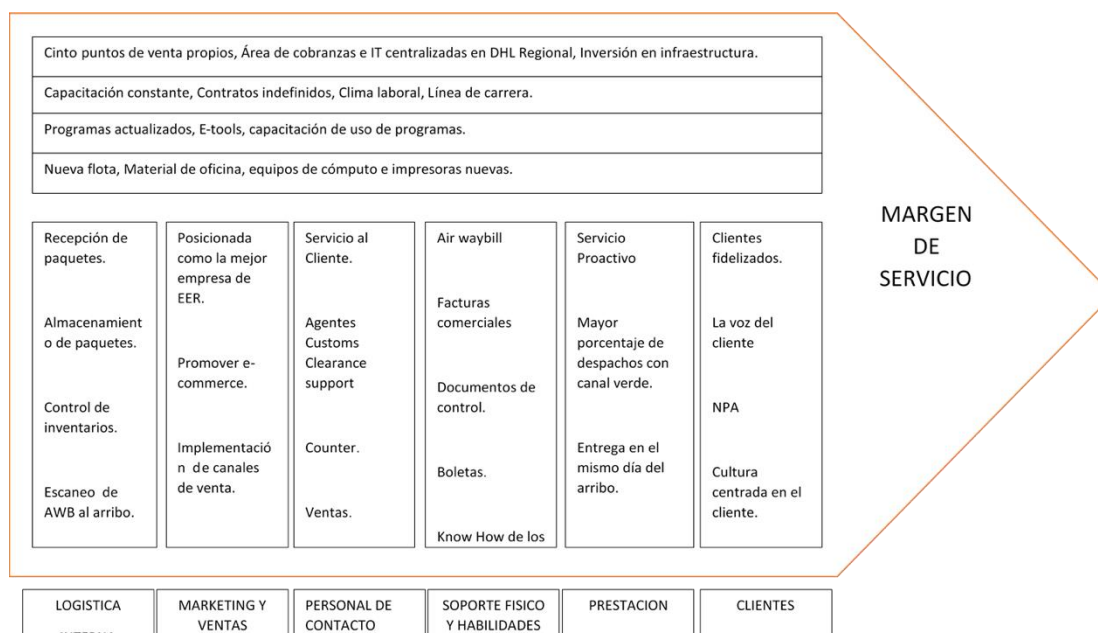 Cinto puntos de venta propios, Área de cobranzas e IT centralizadas en DHL Regional, Inversión en infraestructura.
Capacitación constante, Contratos indefinidos, Clima laboral, Línea de carrera.
Programas actualizados, E-tools, capacitación de uso de programas.
Nueva flota, Material de oficina, equipos de cómputo e impresoras nuevas.
Recepción de
paquetes.
Almacenamient
o de paquetes.
Control de
inventarios.
Escaneo de
AWB al arribo.
Posicionada
como la mejor
empresa de
EER.
Promover e-
commerce.
Implementació
n de canales
de venta.
Servicio al
Cliente.
Agentes
Customs
Clearance
support
Counter.
Ventas.
Air waybill
Facturas
comerciales
Documentos de
control.
Boletas.
Know How de los
Servicio
Proactivo
Mayor
porcentaje de
despachos con
canal verde.
Entrega en el
mismo día del
arribo.
Clientes
fidelizados.
La voz del
cliente
NPA
Cultura
centrada en el
cliente.
MARGEN
DE
SERVICIO
LOGISTICA
MARKETING Y
VENTAS
PERSONAL DE
CONTACTO
SOPORTE FISICO
Y HABILIDADES
PRESTACION
CLIENTES